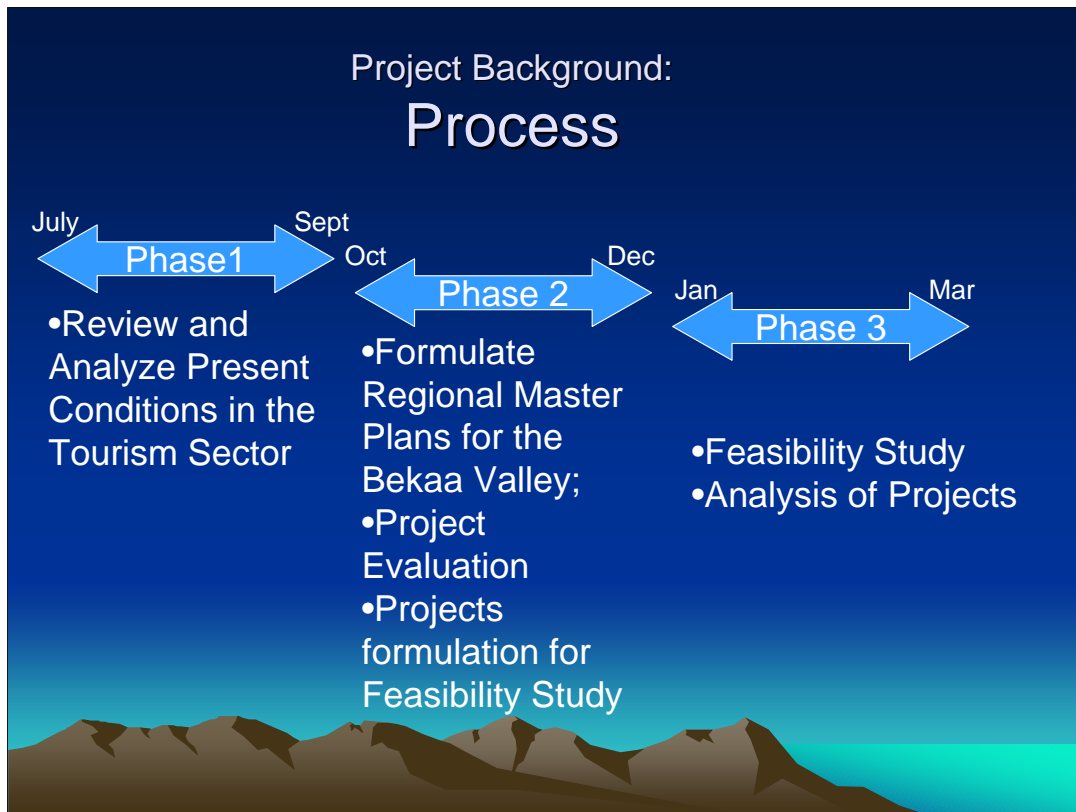 Project Background:
Process
July
Sept
Phase1
•Review and
Analyze Present
Conditions in the
Tourism Sector
Oct
Dec
Phase 2
•Formulate
Regional Master
Plans for the
Bekaa Valley;
•Project
Evaluation
•Projects
formulation for
Feasibility Study
Jan
Mar
Phase 3
•Feasibility Study
•Analysis of Projects